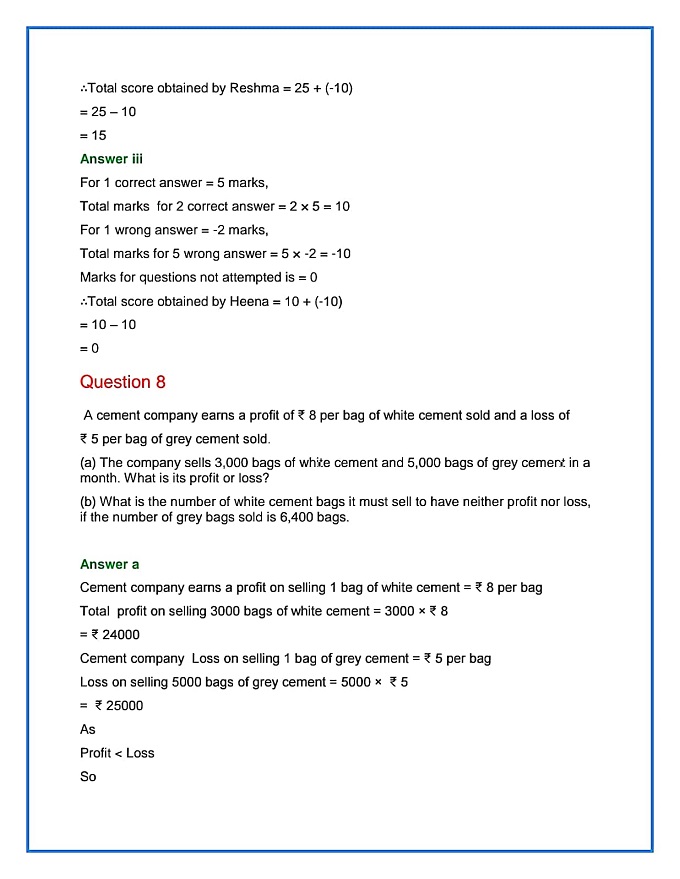 ∴Total score obtained by Reshma = 25 + (-10)
= 25 – 10
= 15
Answer iii
For 1 correct answer = 5 marks,
Total marks  for 2 correct answer = 2 × 5 = 10
For 1 wrong answer = -2 marks,
Total marks for 5 wrong answer = 5 × -2 = -10
Marks for questions not attempted is = 0
∴Total score obtained by Heena = 10 + (-10)
= 10 – 10
= 0
Question 8
A cement company earns a profit of ₹ 8 per bag of white cement sold and a loss of
₹ 5 per bag of grey cement sold.
(a) The company sells 3,000 bags of white cement and 5,000 bags of grey cement in a
month. What is its profit or loss?
(b) What is the number of white cement bags it must sell to have neither profit nor loss,
if the number of grey bags sold is 6,400 bags.
Answer a
Cement company earns a profit on selling 1 bag of white cement = ₹ 8 per bag
Total  profit on selling 3000 bags of white cement = 3000 × ₹ 8
= ₹ 24000
Cement company  Loss on selling 1 bag of grey cement = ₹ 5 per bag
Loss on selling 5000 bags of grey cement = 5000 ×  ₹ 5
=  ₹ 25000
As
Profit < Loss
So